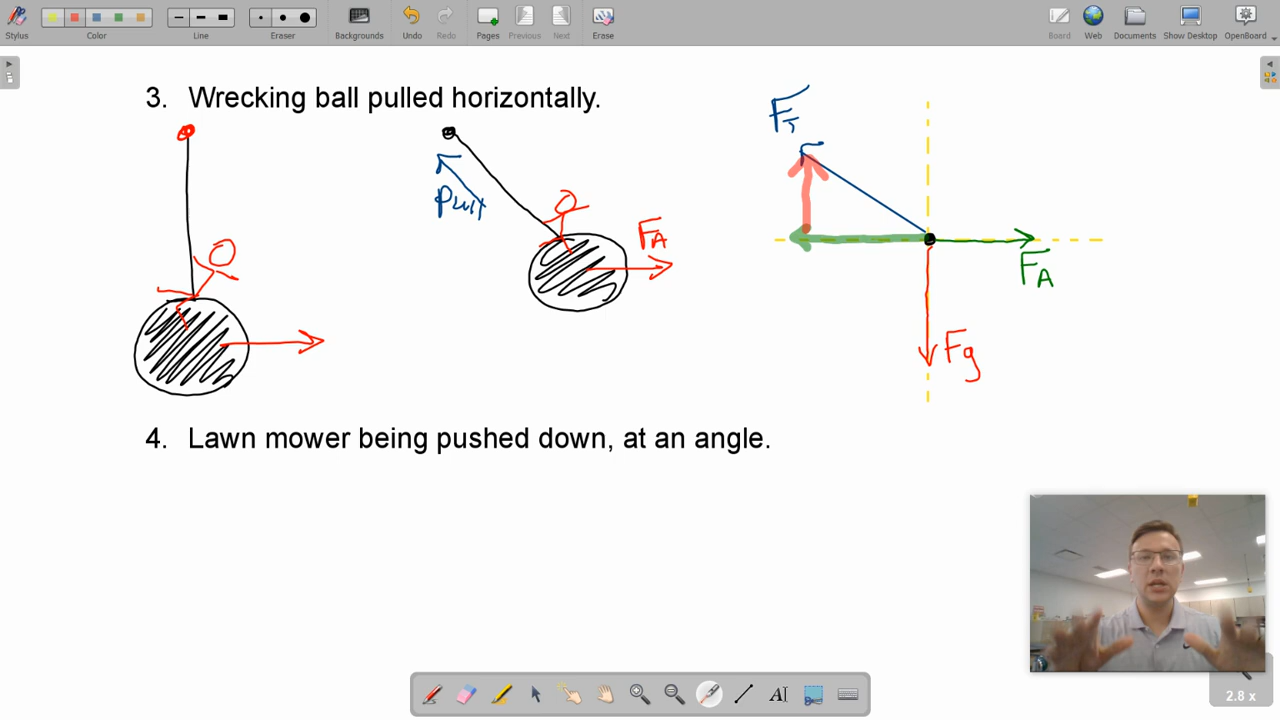 Stylus
Color
Line
Eraser
Backgrounds
Undo
Redo
Pages
Previous
Next
Erase
Board
Web
Documents
Show Desktop
OpenBoard
3. Wrecking ball pulled horizontally.
Pull
FA
FT
FA
Fg
4. Lawn mower being pushed down, at an angle.
2.8 x